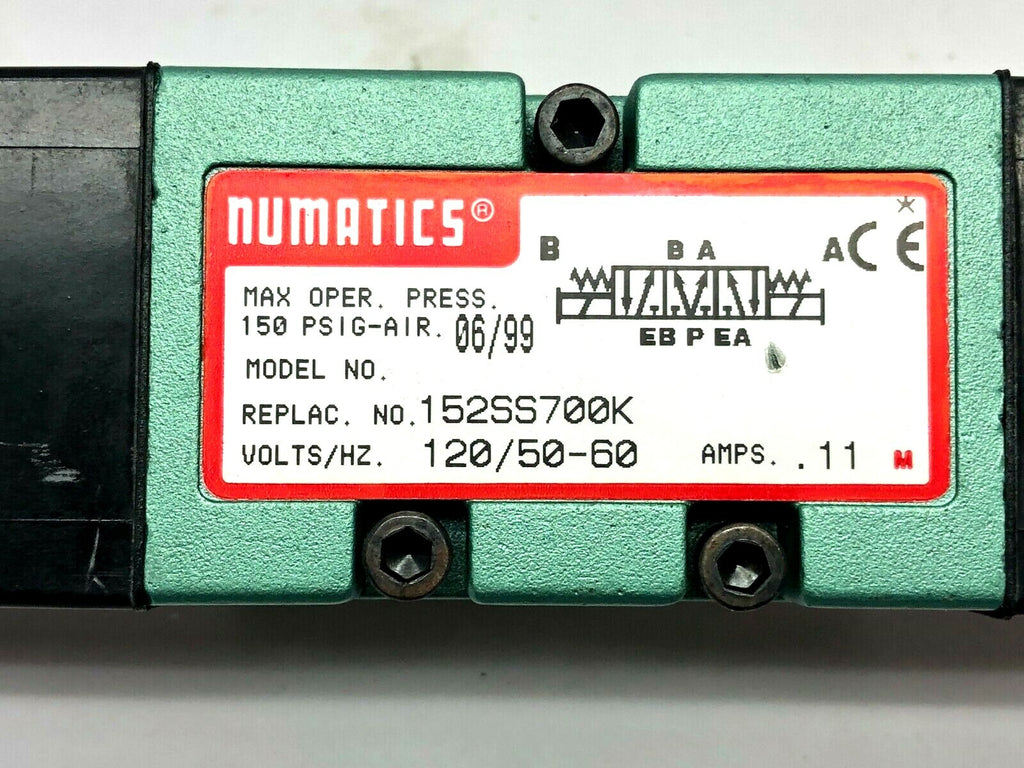 NUMATICS®
B B A A CE
MAX OPER. PRESS.
150 PSIG-AIR. 06/99
EB P EA
MODEL NO.
REPLAC. NO. 152SS700K
VOLTS/HZ. 120/50-60 AMPS. .11 M